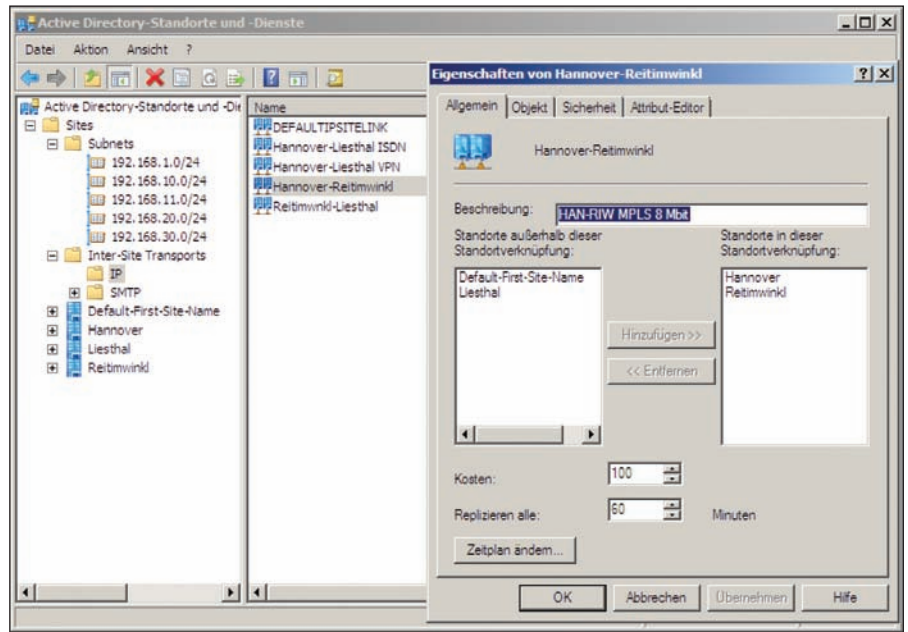 Active Directory-Standorte und -Dienste
Datei Aktion Ansicht ?
Active Directory-Standorte und -Die
Sites
Subnets
192.168.1.0/24
192.168.10.0/24
192.168.11.0/24
192.168.20.0/24
192.168.30.0/24
Inter-Site Transports
IP
SMTP
Default-First-Site-Name
Hannover
Liesthal
Reitimwinkl
Name
DEFAULTIPSITELINK
Hannover-Liesthal ISDN
Hannover-Liesthal VPN
Hannover-Reitimwinkl
Reitimwnkl-Liesthal
Eigenschaften von Hannover-Reitimwinkl
Allgemein Objekt Sicherheit Attribut-Editor
Hannover-Reitimwinkl
Beschreibung: HAN-RIW MPLS 8 Mbit
Standorte außerhalb dieser
Standortverknüpfung:
Default-First-Site-Name
Liesthal
Hinzufügen >>
<< Entfernen
Standorte in dieser
Standortverknüpfung:
Hannover
Reitimwinkl
Kosten: 100
Replizieren alle: 60 Minuten
Zeitplan ändern...
OK Abbrechen Übernehmen Hilfe